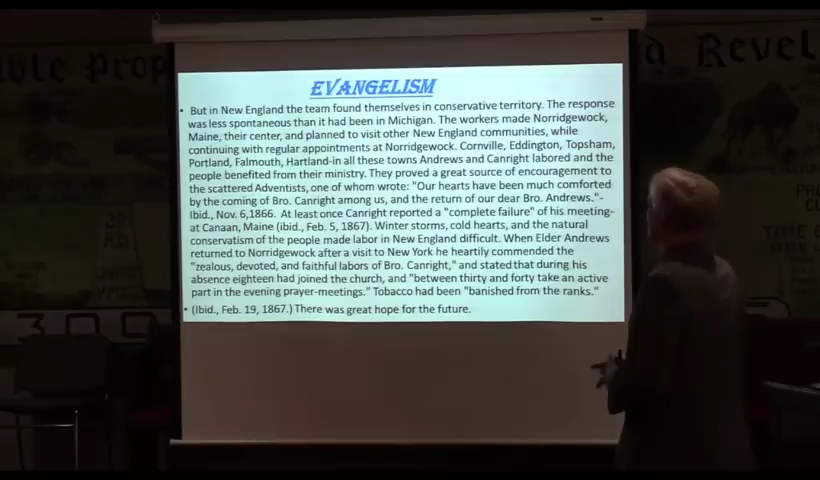 ible Prop
d Revel
EVANGELISM
• But in New England the team found themselves in conservative territory. The response
was less spontaneous than it had been in Michigan. The workers made Norridgewock,
Maine, their center, and planned to visit other New England communities, while
continuing with regular appointments at Norridgewock. Cornville, Eddington, Topsham,
Portland, Falmouth, Hartland-in all these towns Andrews and Canright labored and the
people benefited from their ministry. They proved a great source of encouragement to
the scattered Adventists, one of whom wrote: "Our hearts have been much comforted
by the coming of Bro. Canright among us, and the return of our dear Bro. Andrews."-
Ibid., Nov. 6,1866. At least once Canright reported a "complete failure" of his meeting-
at Canaan, Maine (ibid., Feb. 5, 1867). Winter storms, cold hearts, and the natural
conservatism of the people made labor in New England difficult. When Elder Andrews
returned to Norridgewock after a visit to New York he heartily commended the
"zealous, devoted, and faithful labors of Bro. Canright," and stated that during his
absence eighteen had joined the church, and "between thirty and forty take an active
part in the evening prayer-meetings." Tobacco had been "banished from the ranks."
• (Ibid., Feb. 19, 1867.) There was great hope for the future.
27
A.D.
300
TIME